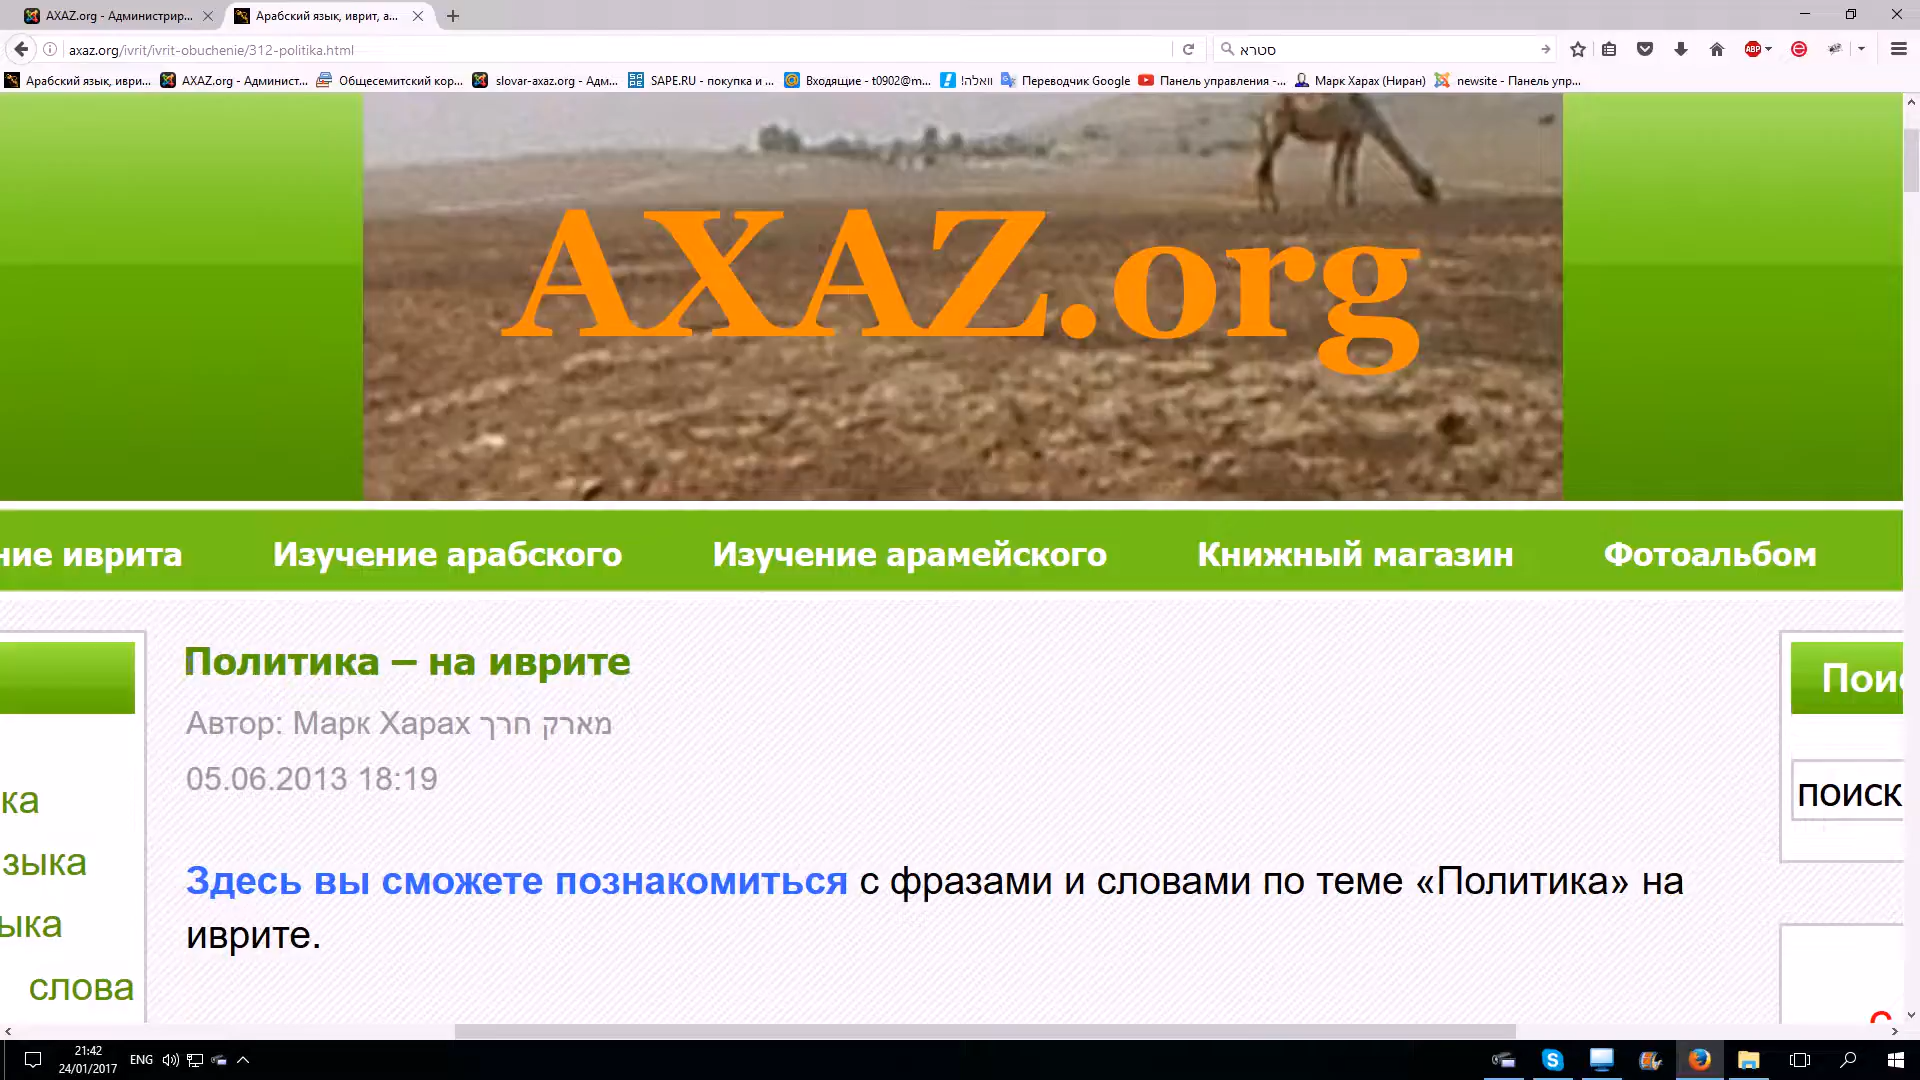 AXAZ.org - Администрир...
Арабский язык, иврит, а...
axaz.org/ivrit/ivrit-obuchenie/312-politika.html
סטרא
ABP
Арабский язык, иври...
AXAZ.org - Админист...
Общесемитский кор...
slovar-axaz.org - Адм...
SAPE.RU - покупка и ...
Входящие - t0902@m...
וואלה!
Переводчик Google
Панель управления -...
Марк Харах (Ниран)
newsite - Панель упр...
AXAZ.org
ние иврита
Изучение арабского
Изучение арамейского
Книжный магазин
Фотоальбом
Политика – на иврите
Автор: Марк Харах מארק חרך
05.06.2013 18:19
Здесь вы сможете познакомиться с фразами и словами по теме «Политика» на
иврите.
ка
зыка
ыка
слова
Поис
поиск
21:42
24/01/2017
ENG